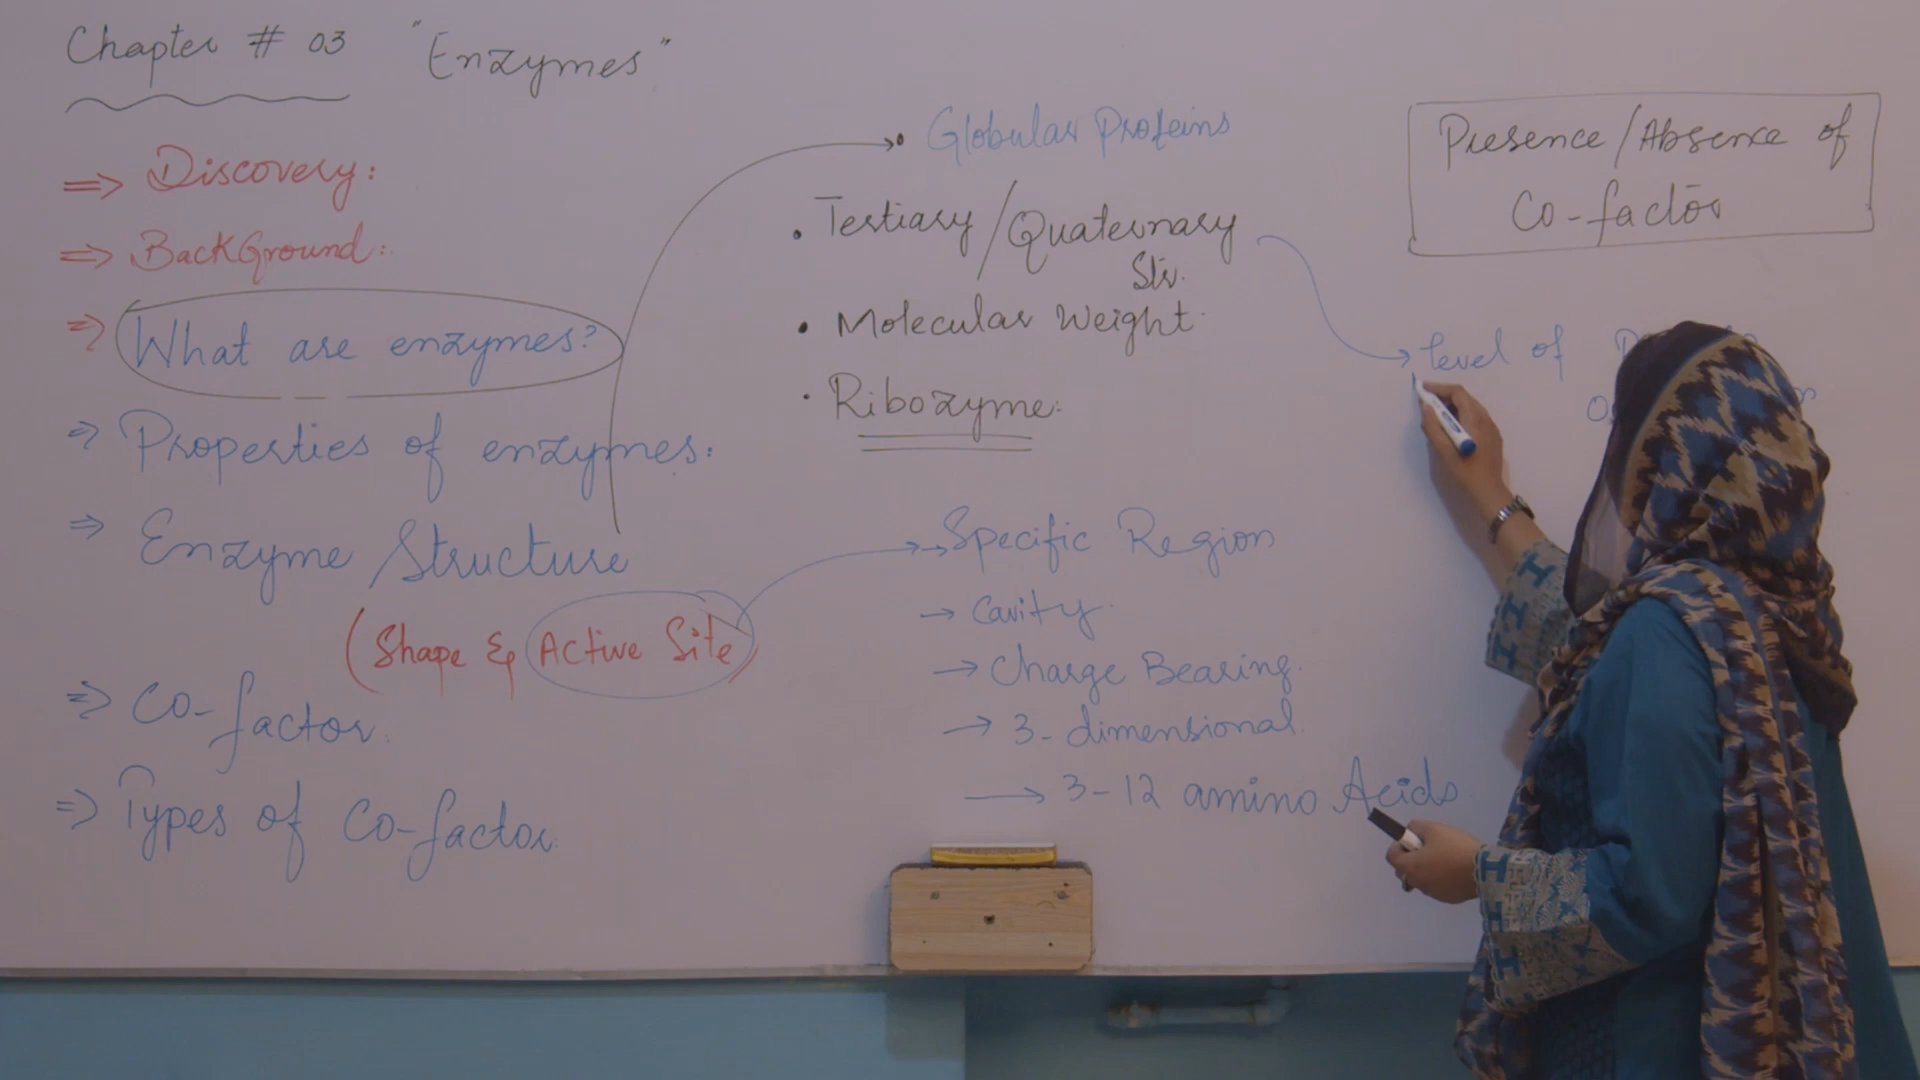 Chapter # 03 "Enzymes"
⇒ Discovery:
⇒ BackGround:
⇒ What are enzymes?
⇒ Properties of enzymes:
⇒ Enzyme Structure
(Shape & Active Site)
⇒ Co-factor.
⇒ Types of Co-factor.
• Globular Proteins
• Tertiary/Quaternary
Str.
• Molecular Weight.
• Ribozyme:
→ Specific Region
→ Cavity.
→ Charge Bearing.
→ 3-dimensional.
→ 3-12 amino Acids
Presence/Absence of
Co-factor
→ level of